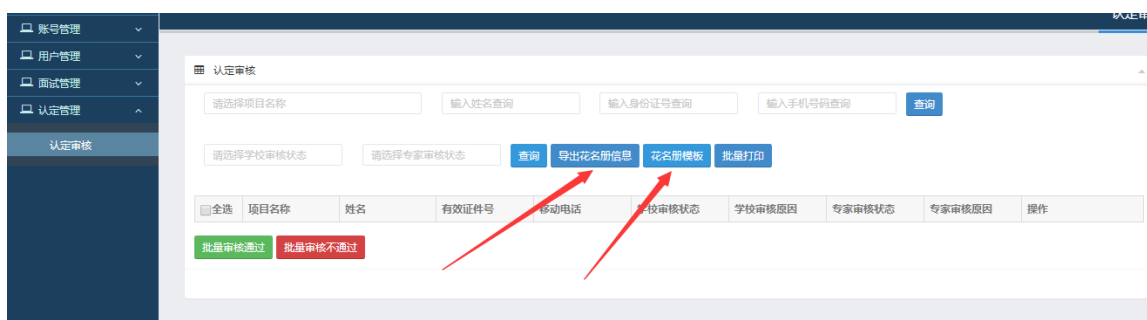 账号管理
用户管理
面试管理
认定管理
认定审核
认定审
认定审核
请选择项目名称 输入姓名查询 输入身份证号查询 输入手机号码查询 查询
请选择学校审核状态 请选择专家审核状态 查询 导出花名册信息 花名册模板 批量打印
全选 项目名称 姓名 有效证件号 移动电话 学校审核状态 学校审核原因 专家审核状态 专家审核原因 操作
批量审核通过 批量审核不通过